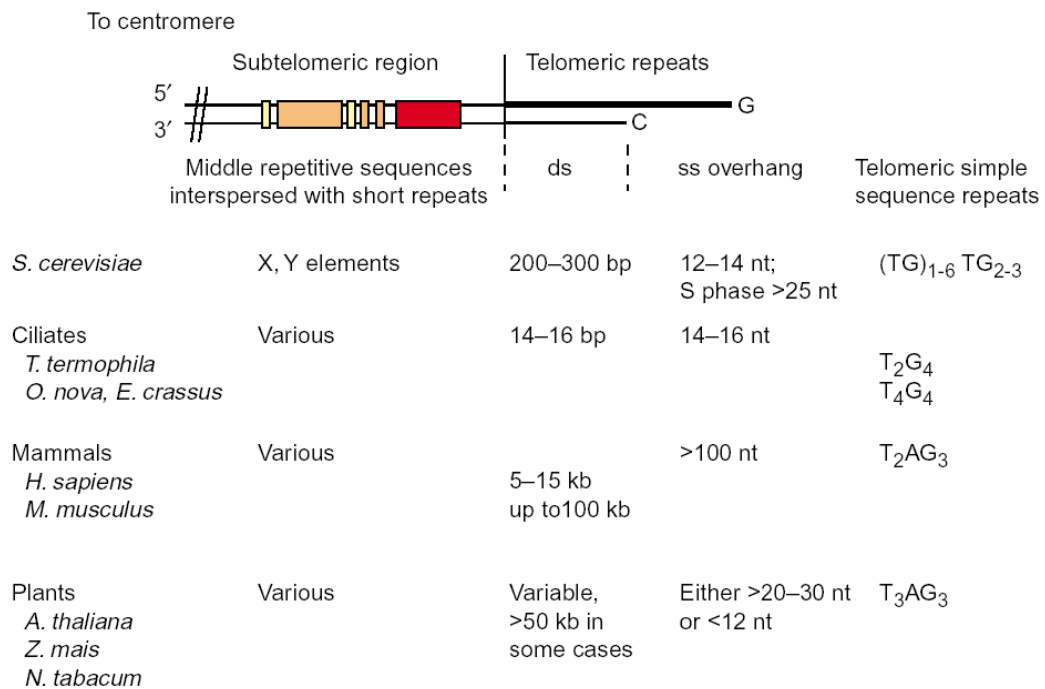 To centromere
Subtelomeric region Telomeric repeats
5′ G
3′ C
Middle repetitive sequences ds ss overhang Telomeric simple
interspersed with short repeats sequence repeats
S. cerevisiae X, Y elements 200–300 bp 12–14 nt; (TG)1-6 TG2-3
S phase >25 nt
Ciliates Various 14–16 bp 14–16 nt
T. termophila T2G4
O. nova, E. crassus T4G4
Mammals Various >100 nt T2AG3
H. sapiens 5–15 kb
M. musculus up to100 kb
Plants Various Variable, Either >20–30 nt T3AG3
A. thaliana >50 kb in or <12 nt
Z. mais some cases
N. tabacum